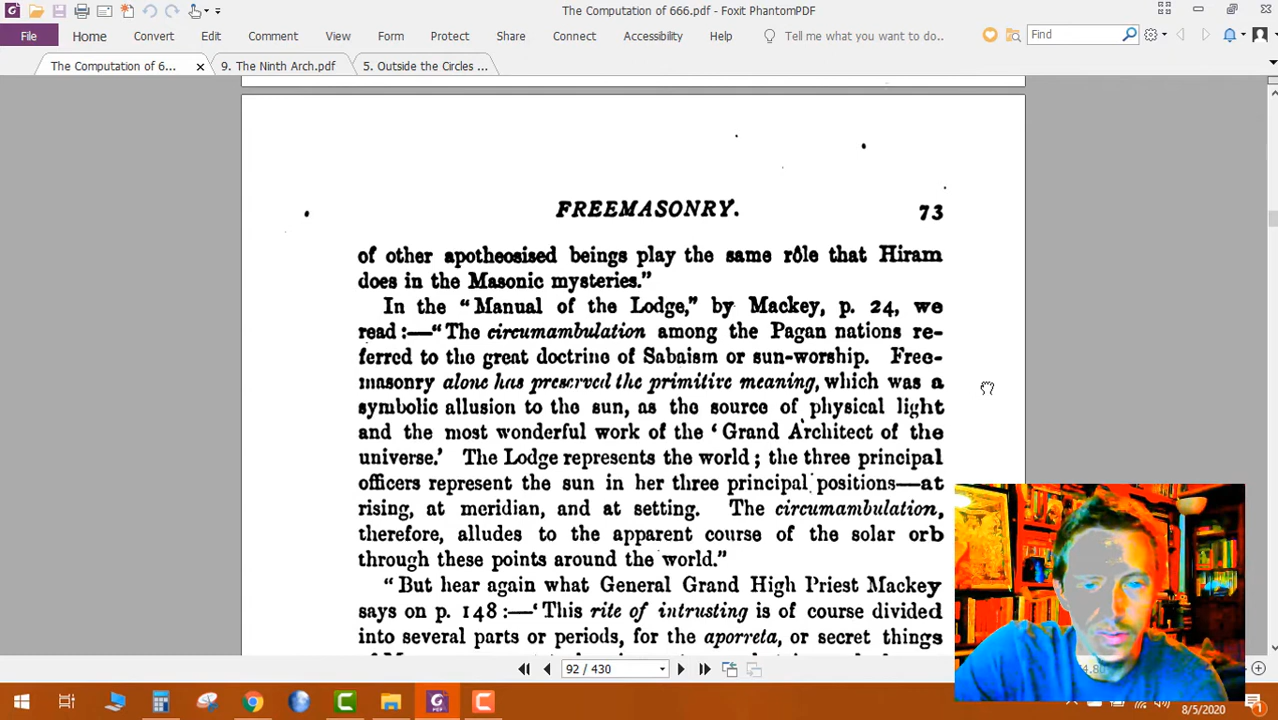 The Computation of 666.pdf - Foxit PhantomPDF
File Home Convert Edit Comment View Form Protect Share Connect Accessibility Help Tell me what you want to do.. Find
The Computation of 6... 9. The Ninth Arch.pdf 5. Outside the Circles ...
FREEMASONRY. 73
of other apotheosised beings play the same rôle that Hiram
does in the Masonic mysteries."
In the "Manual of the Lodge," by Mackey, p. 24, we
read:—"The circumambulation among the Pagan nations re-
ferred to the great doctrine of Sabaism or sun-worship. Free-
masonry alone has preserved the primitive meaning, which was a
symbolic allusion to the sun, as the source of physical light
and the most wonderful work of the 'Grand Architect of the
universe.' The Lodge represents the world; the three principal
officers represent the sun in her three principal positions—at
rising, at meridian, and at setting. The circumambulation,
therefore, alludes to the apparent course of the solar orb
through these points around the world."
"But hear again what General Grand High Priest Mackey
says on p. 148:—'This rite of intrusting is of course divided
into several parts or periods, for the aporreta, or secret things
92 / 430
8/5/2020